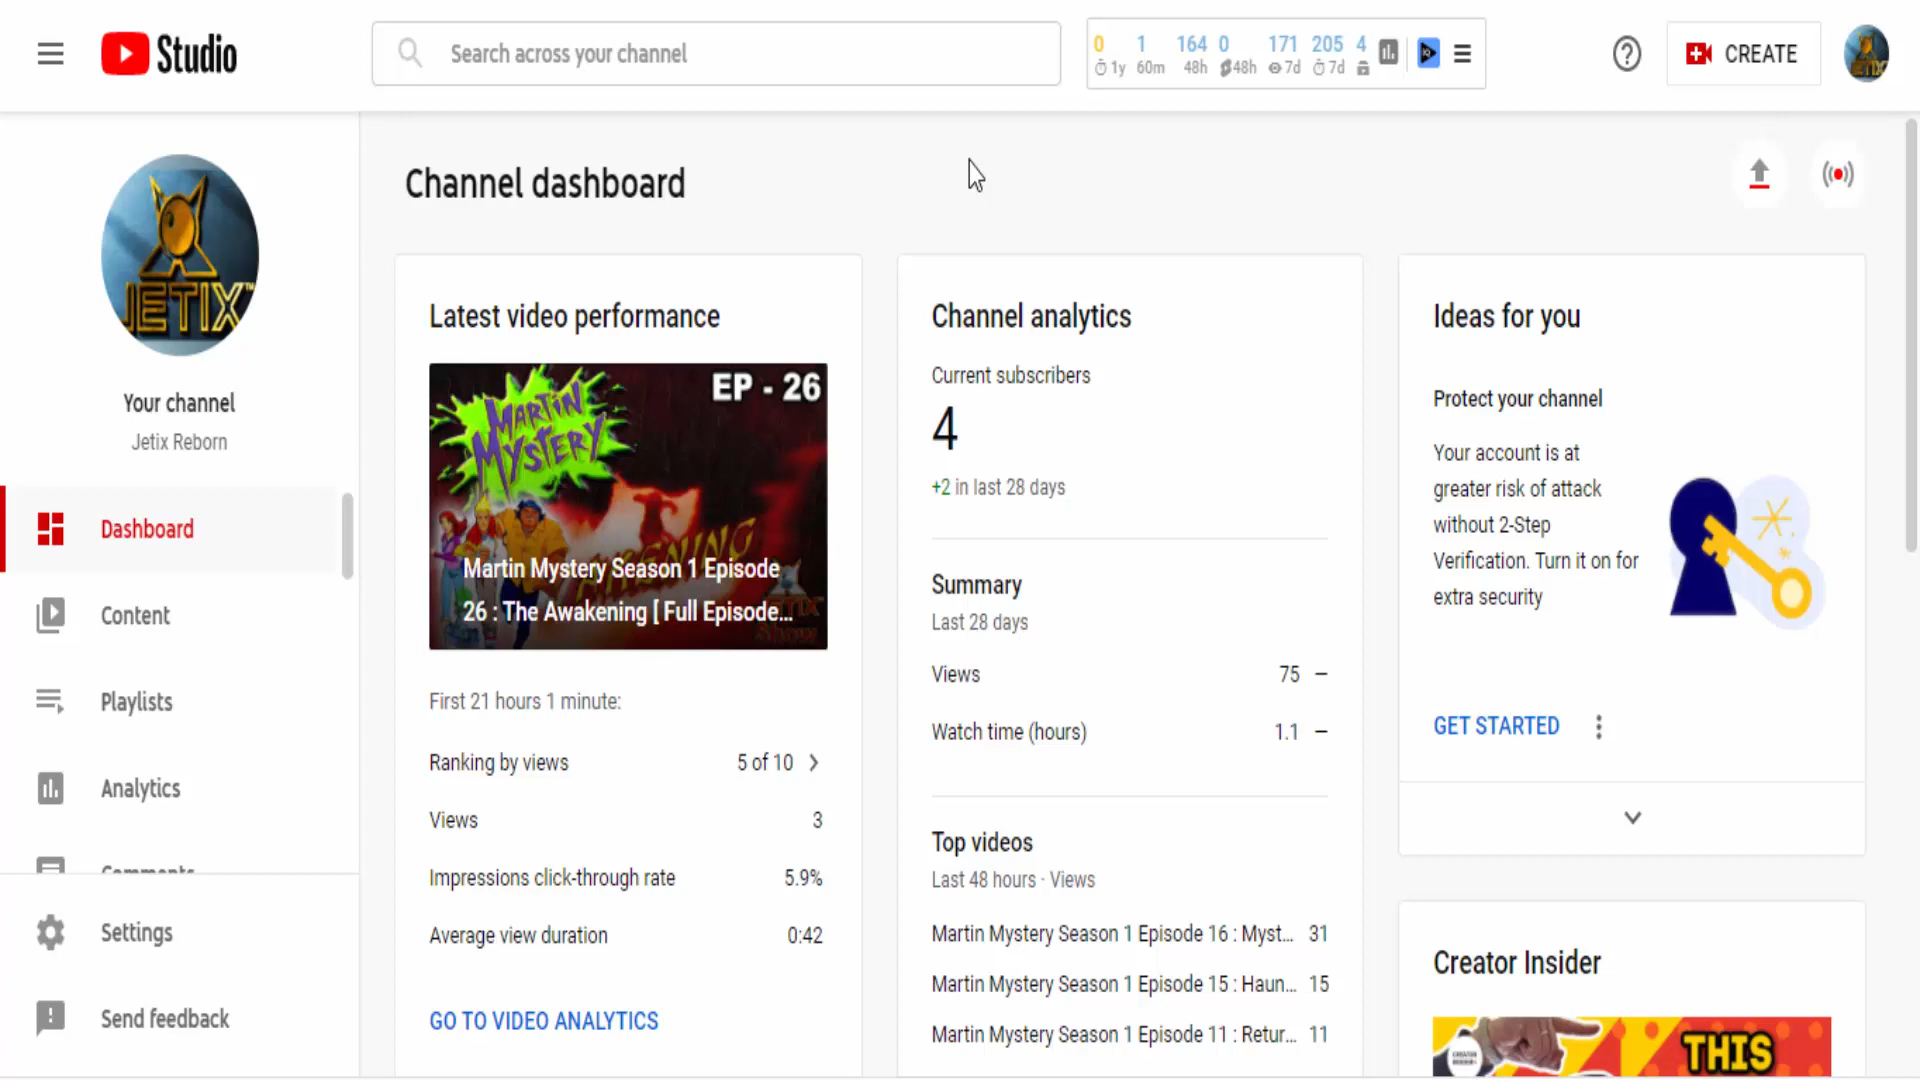 Studio
Search across your channel
0 1 164 0 171 205 4
1y 60m 48h 48h 7d 7d
CREATE
Channel dashboard
JETIX
Your channel
Jetix Reborn
Dashboard
Content
Playlists
Analytics
Comments
Settings
Send feedback
Latest video performance
EP - 26
MARTIN
MYSTERY
Martin Mystery Season 1 Episode
26 : The Awakening [ Full Episode...
First 21 hours 1 minute:
Ranking by views 5 of 10
Views 3
Impressions click-through rate 5.9%
Average view duration 0:42
GO TO VIDEO ANALYTICS
Channel analytics
Current subscribers
4
+2 in last 28 days
Summary
Last 28 days
Views 75 —
Watch time (hours) 1.1 —
Top videos
Last 48 hours · Views
Martin Mystery Season 1 Episode 16 : Myst... 31
Martin Mystery Season 1 Episode 15 : Haun... 15
Martin Mystery Season 1 Episode 11 : Retur... 11
Ideas for you
Protect your channel
Your account is at
greater risk of attack
without 2-Step
Verification. Turn it on for
extra security
GET STARTED
Creator Insider
THIS